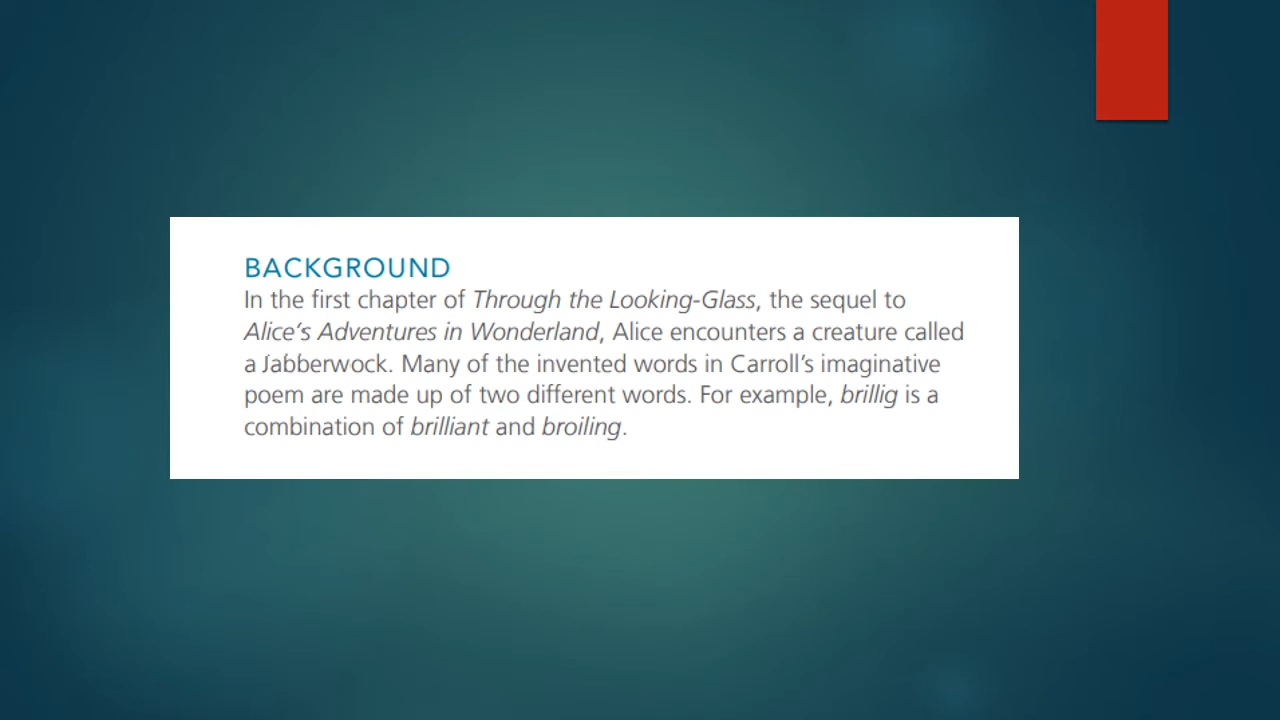 BACKGROUND
In the first chapter of Through the Looking-Glass, the sequel to
Alice’s Adventures in Wonderland, Alice encounters a creature called
a Jabberwock. Many of the invented words in Carroll’s imaginative
poem are made up of two different words. For example, brillig is a
combination of brilliant and broiling.